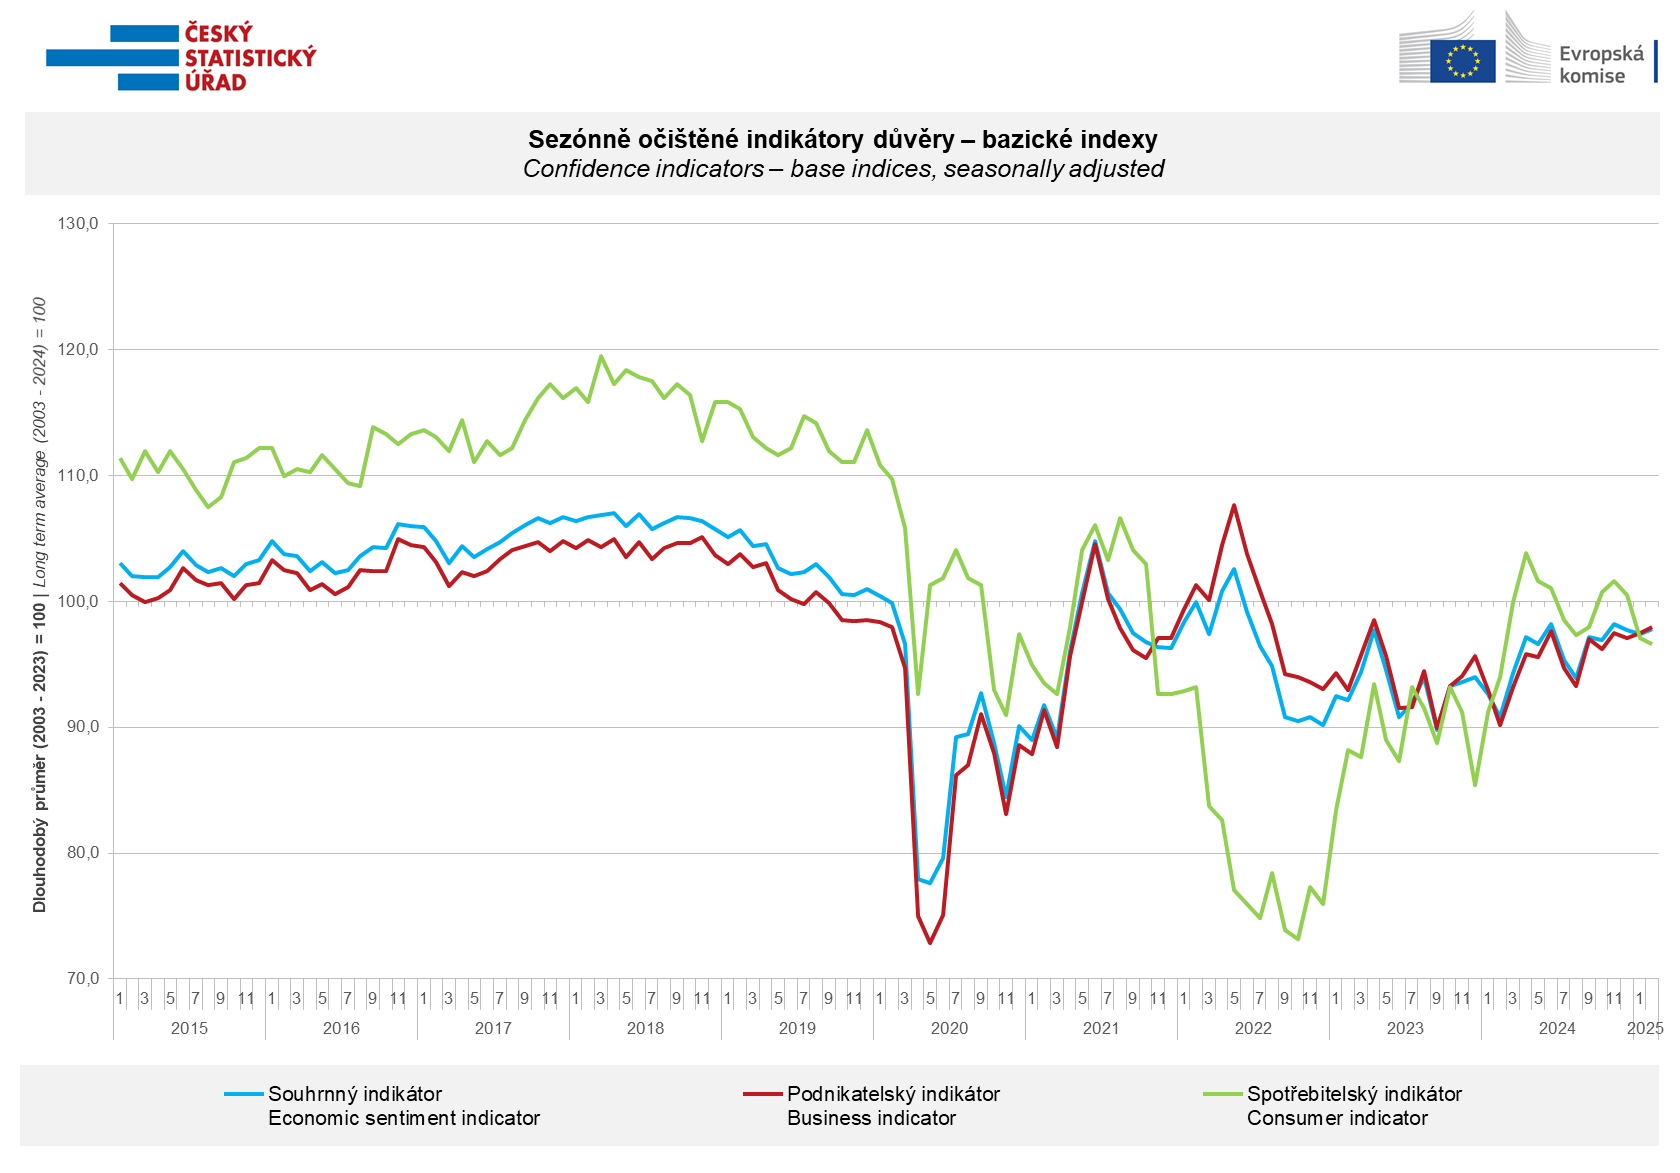 ČESKÝ
STATISTICKÝ
ÚŘAD
Evropská
komise
Sezónně očištěné indikátory důvěry – bazické indexy
Confidence indicators – base indices, seasonally adjusted
Dlouhodobý průměr (2003 - 2023) = 100 | Long term average (2003 - 2024) = 100
130,0
120,0
110,0
100,0
90,0
80,0
70,0
1 3 5 7 9 11 1 3 5 7 9 11 1 3 5 7 9 11 1 3 5 7 9 11 1 3 5 7 9 11 1 3 5 7 9 11 1 3 5 7 9 11 1 3 5 7 9 11 1 3 5 7 9 11 1 3 5 7 9 11 1
2015 2016 2017 2018 2019 2020 2021 2022 2023 2024 2025
Souhrnný indikátor
Economic sentiment indicator
Podnikatelský indikátor
Business indicator
Spotřebitelský indikátor
Consumer indicator